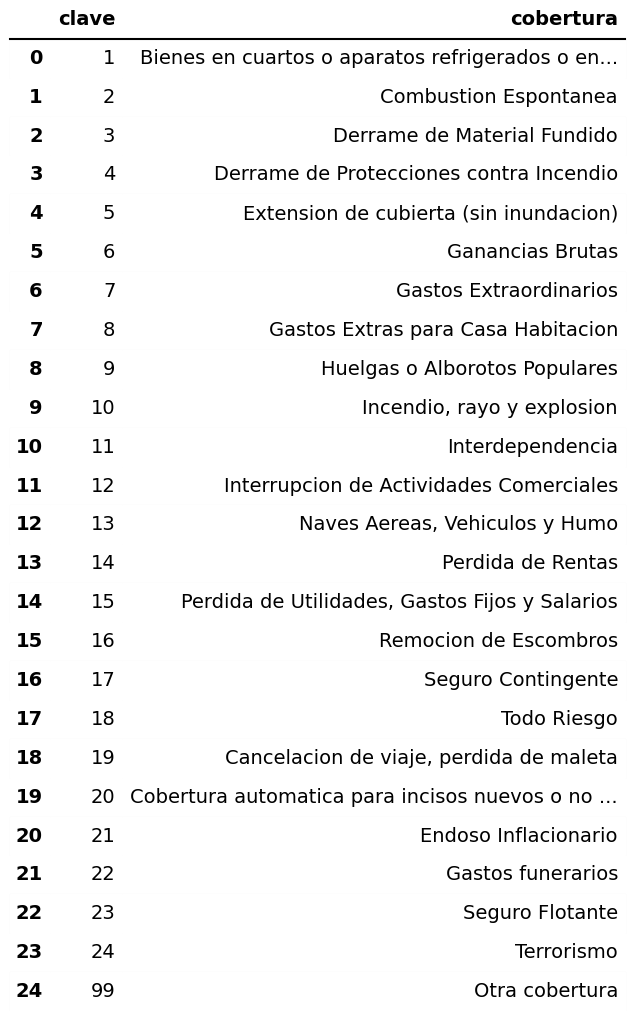 clave cobertura
0 1 Bienes en cuartos o aparatos refrigerados o en...
1 2 Combustion Espontanea
2 3 Derrame de Material Fundido
3 4 Derrame de Protecciones contra Incendio
4 5 Extension de cubierta (sin inundacion)
5 6 Ganancias Brutas
6 7 Gastos Extraordinarios
7 8 Gastos Extras para Casa Habitacion
8 9 Huelgas o Alborotos Populares
9 10 Incendio, rayo y explosion
10 11 Interdependencia
11 12 Interrupcion de Actividades Comerciales
12 13 Naves Aereas, Vehiculos y Humo
13 14 Perdida de Rentas
14 15 Perdida de Utilidades, Gastos Fijos y Salarios
15 16 Remocion de Escombros
16 17 Seguro Contingente
17 18 Todo Riesgo
18 19 Cancelacion de viaje, perdida de maleta
19 20 Cobertura automatica para incisos nuevos o no ...
20 21 Endoso Inflacionario
21 22 Gastos funerarios
22 23 Seguro Flotante
23 24 Terrorismo
24 99 Otra cobertura